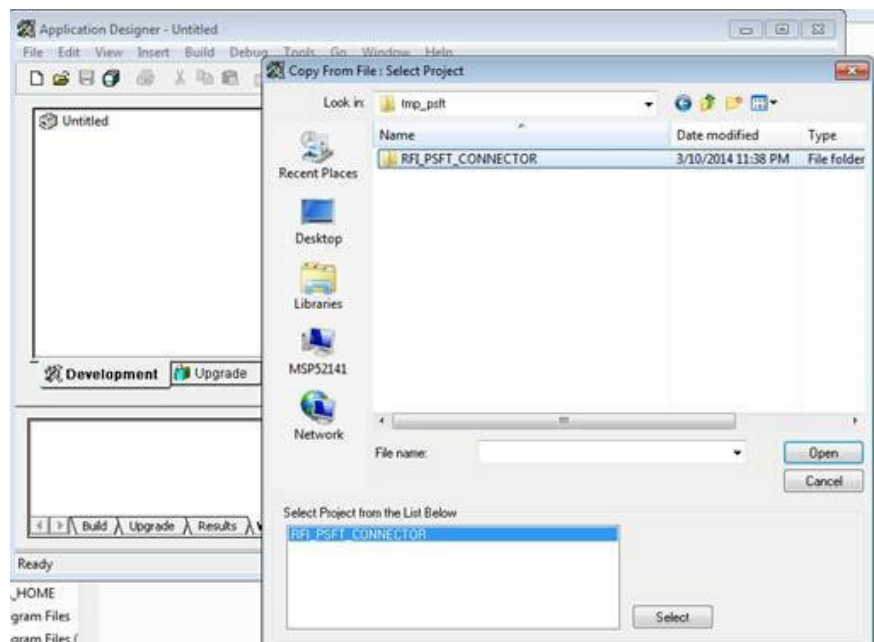 Application Designer - Untitled
File Edit View Insert Build Debug Tools Go Window Help
Untitled
Development Upgrade
Build Upgrade Results
Ready
_HOME
gram Files
gram Files (
Copy From File : Select Project
Look in: tmp_psft
Name Date modified Type
RFI_PSFT_CONNECTOR 3/10/2014 11:38 PM File folder
Recent Places
Desktop
Libraries
MSP52141
Network
File name: Open
Cancel
Select Project from the List Below
RFI_PSFT_CONNECTOR
Select